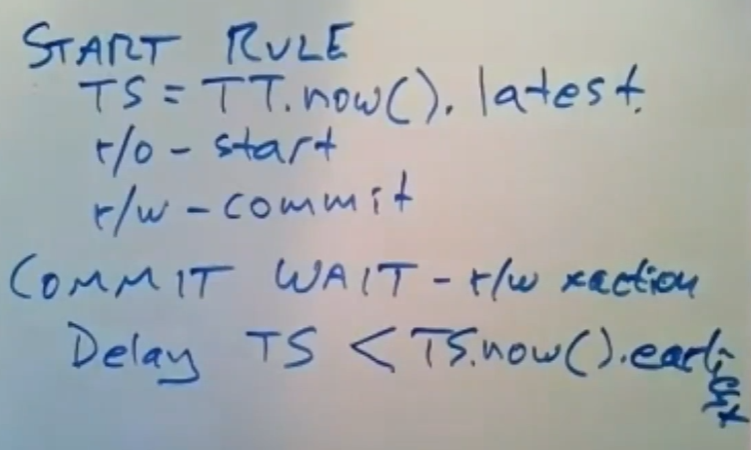 START RULE
TS = TT.now().latest.
r/o - start
r/w - commit
COMMIT WAIT - r/w xaction
Delay TS < TS.now().earliest